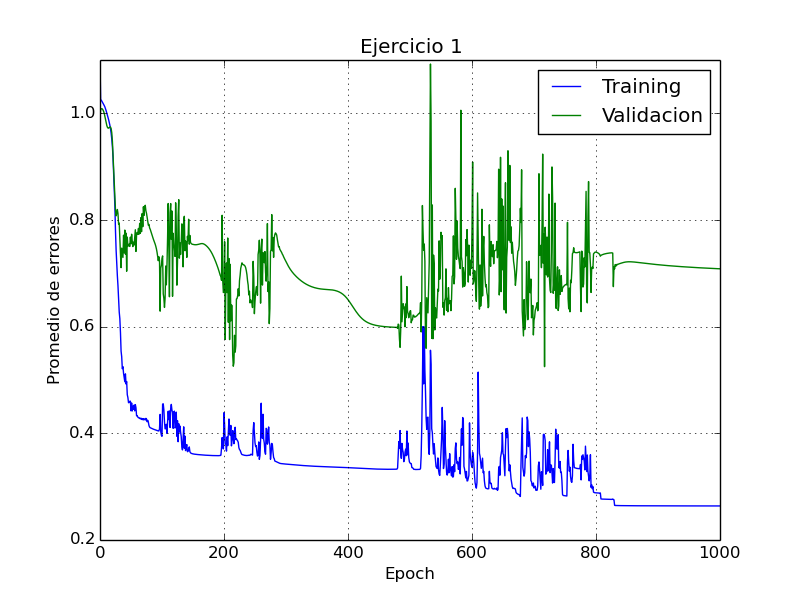 Ejercicio 1
Training
Validacion
Promedio de errores
1.0
0.8
0.6
0.4
0.2
0 200 400 600 800 1000
Epoch